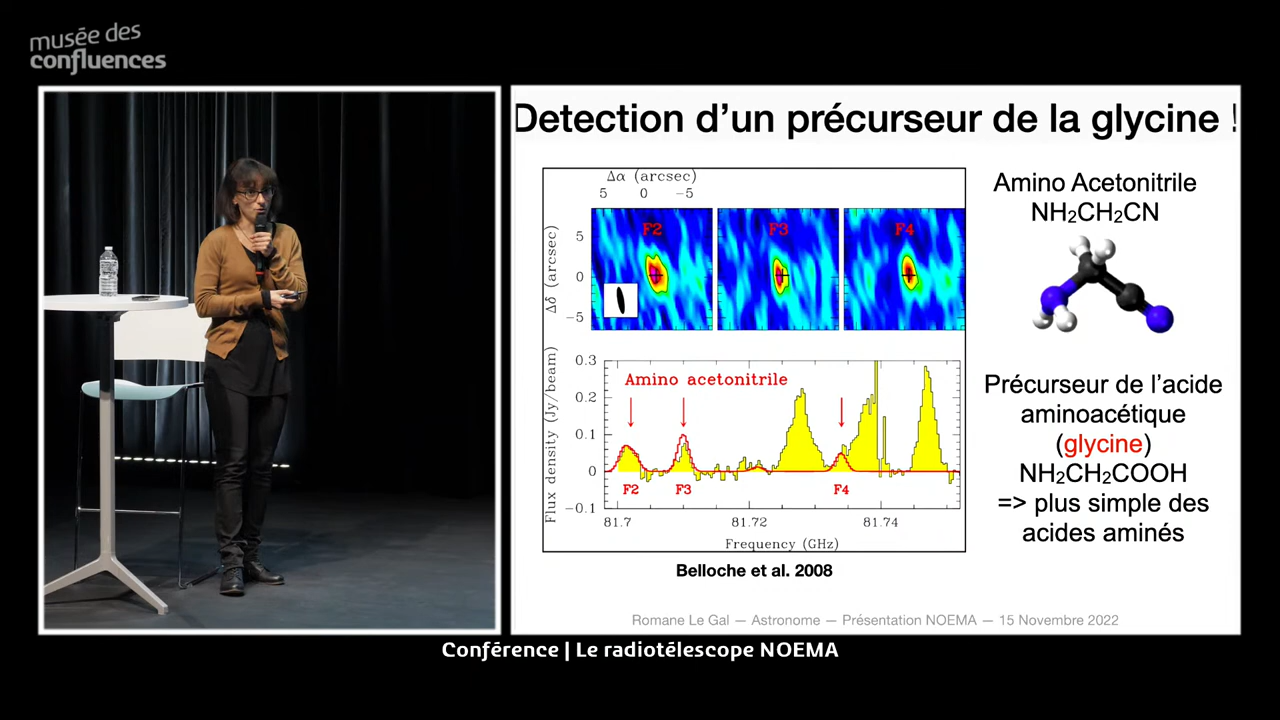 musée des
confluences
Detection d'un précurseur de la glycine !
Δα (arcsec)
5 0 -5
Δδ (arcsec)
5
0
-5
F2
F3
F4
Amino acetonitrile
Flux density (Jy/beam)
0.3
0.2
0.1
0
-0.1
F2 F3 F4
81.7 81.72 81.74
Frequency (GHz)
Belloche et al. 2008
Amino Acetonitrile
NH₂CH₂CN
Précurseur de l'acide
aminoacétique
(glycine)
NH₂CH₂COOH
=> plus simple des
acides aminés
Romane Le Gal — Astronome — Présentation NOEMA — 15 Novembre 2022
Conférence | Le radiotélescope NOEMA